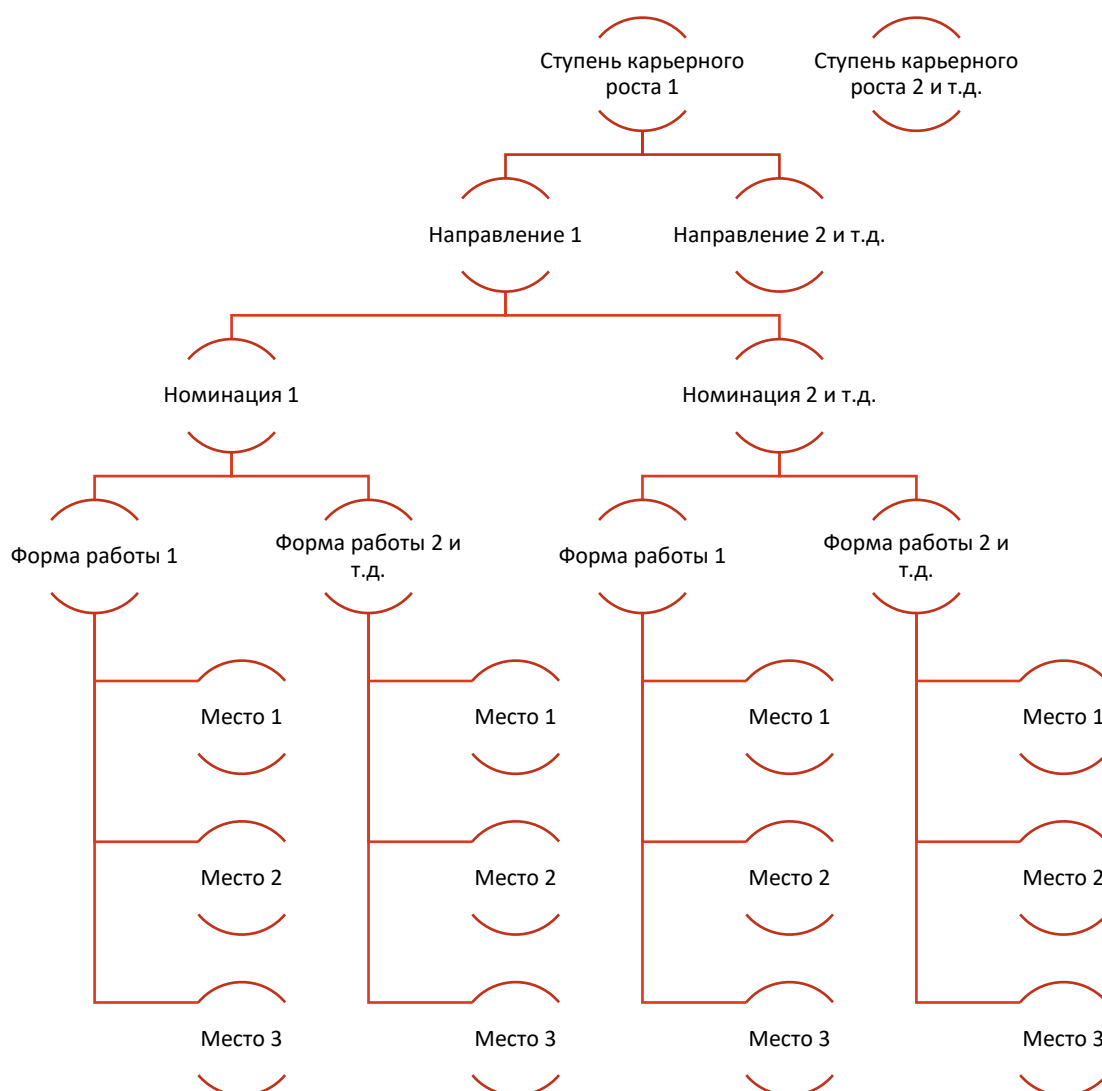 Ступень карьерного
роста 1
Ступень карьерного
роста 2 и т.д.
Направление 1
Направление 2 и т.д.
Номинация 1
Номинация 2 и т.д.
Форма работы 1
Форма работы 2 и
т.д.
Форма работы 1
Форма работы 2 и
т.д.
Место 1
Место 1
Место 1
Место 1
Место 2
Место 2
Место 2
Место 2
Место 3
Место 3
Место 3
Место 3